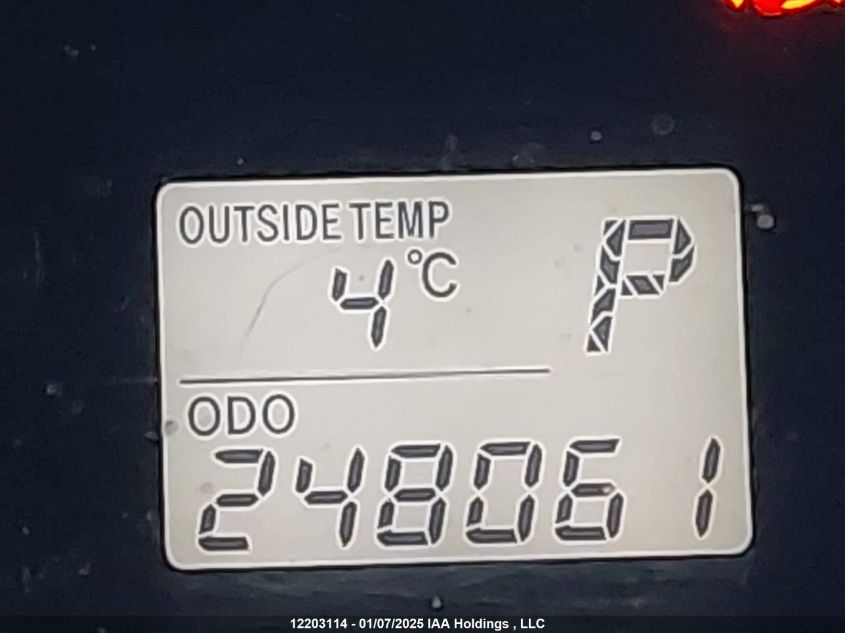 OUTSIDE TEMP
4°C P
ODO
248061
12203114 - 01/07/2025 IAA Holdings , LLC